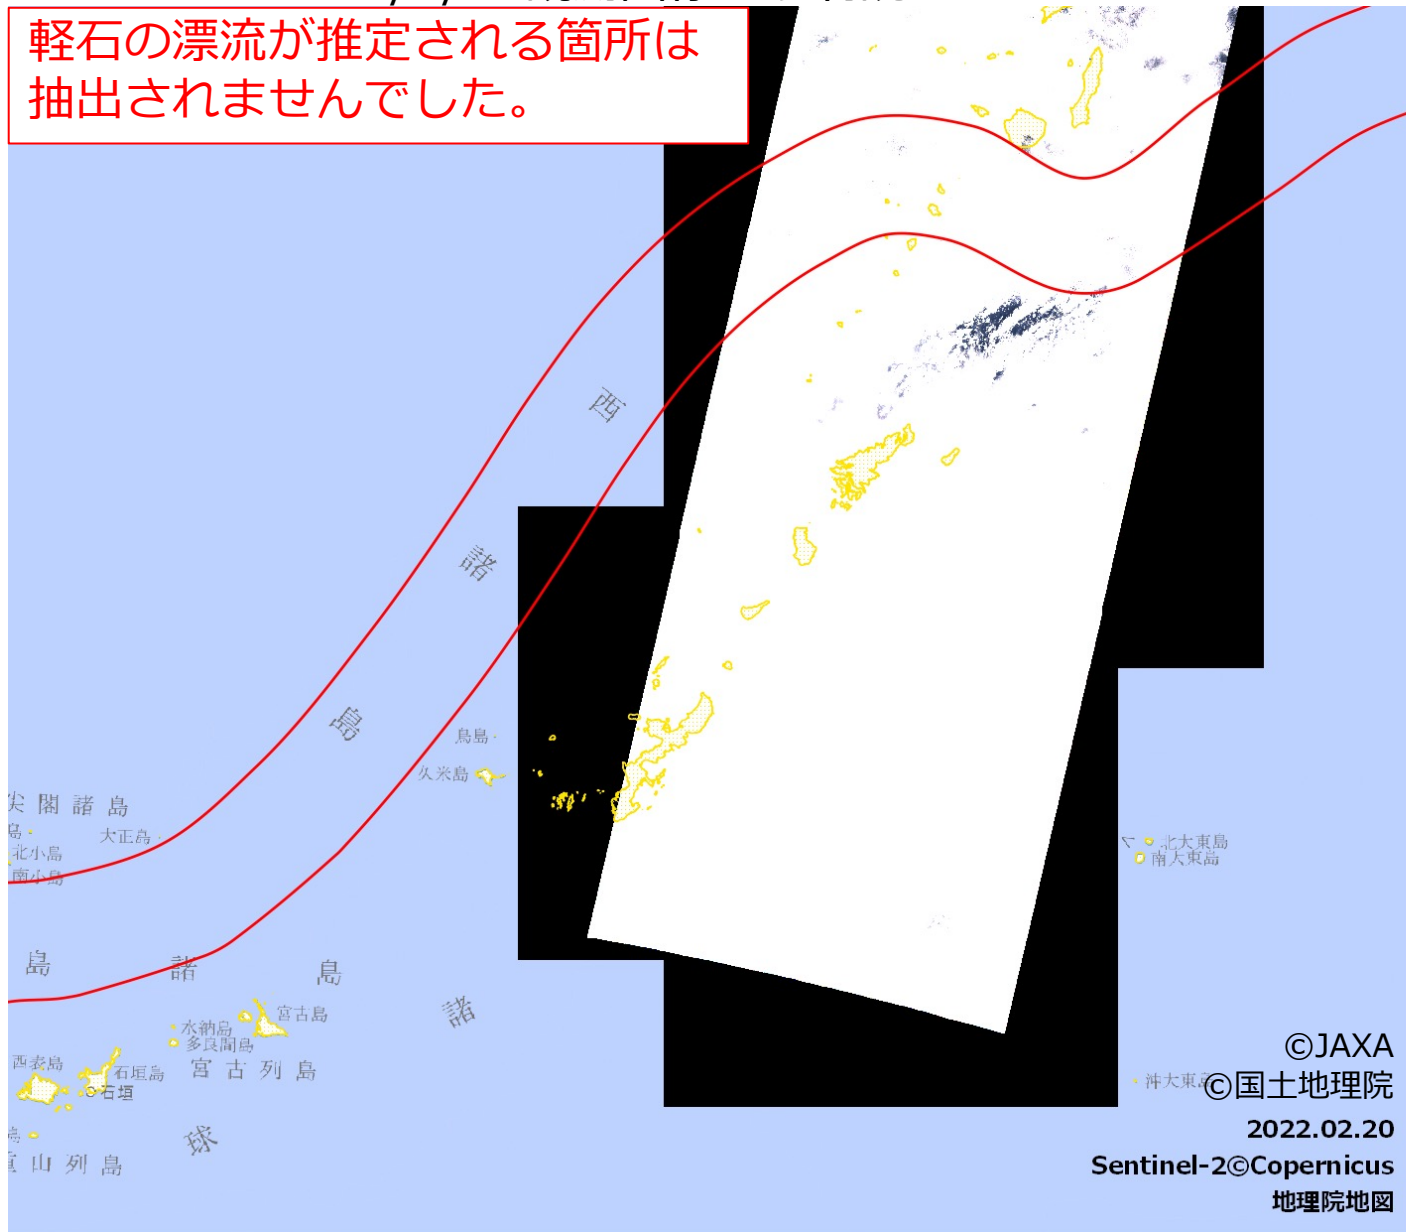 軽石の漂流が推定される箇所は
抽出されませんでした。
西
諸
島
鳥島
久米島
尖閣諸島
大正島
北小島
南小島
北大東島
南大東島
島 諸 島
諸
宮古島
水納島
多良間島
宮古列島
西表島
石垣島
石垣
球
山列島
沖大東島
©JAXA
©国土地理院
2022.02.20
Sentinel-2©Copernicus
地理院地図